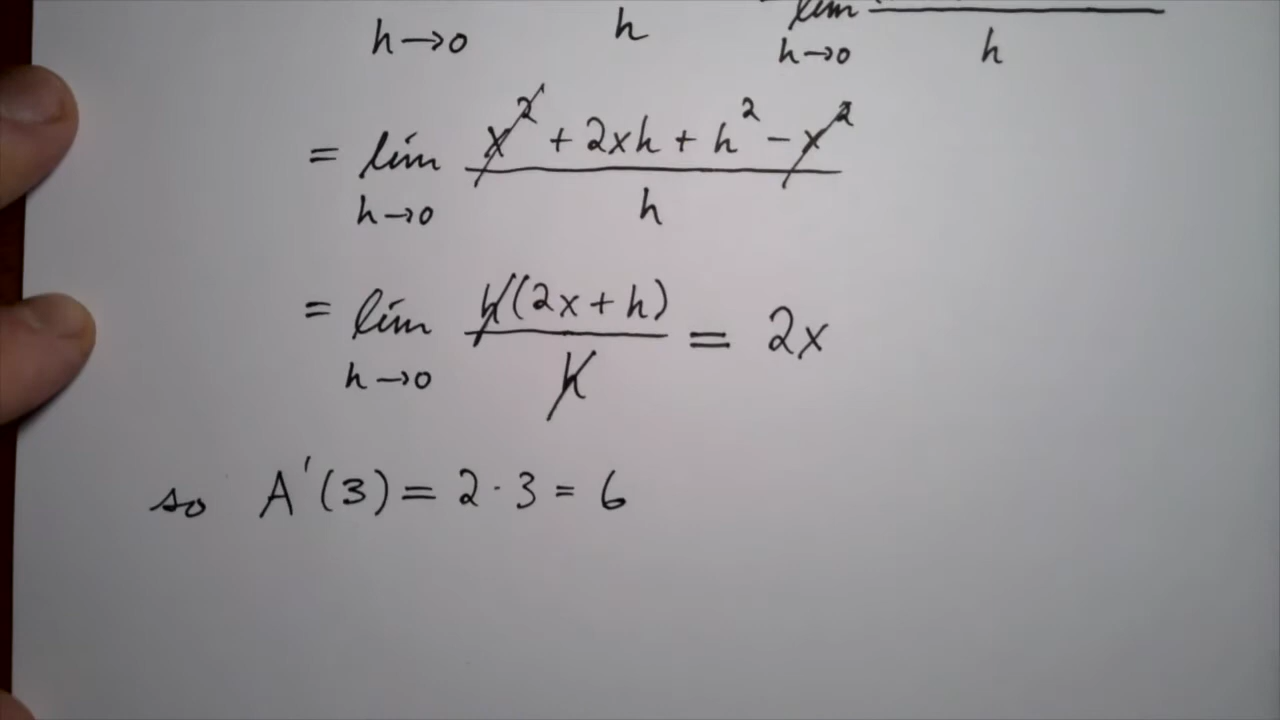 lim
h→0 h h→0 h
= lim x² + 2xh + h² - x²
h→0 h
= lim h(2x + h) = 2x
h→0 h
so A'(3) = 2 · 3 = 6